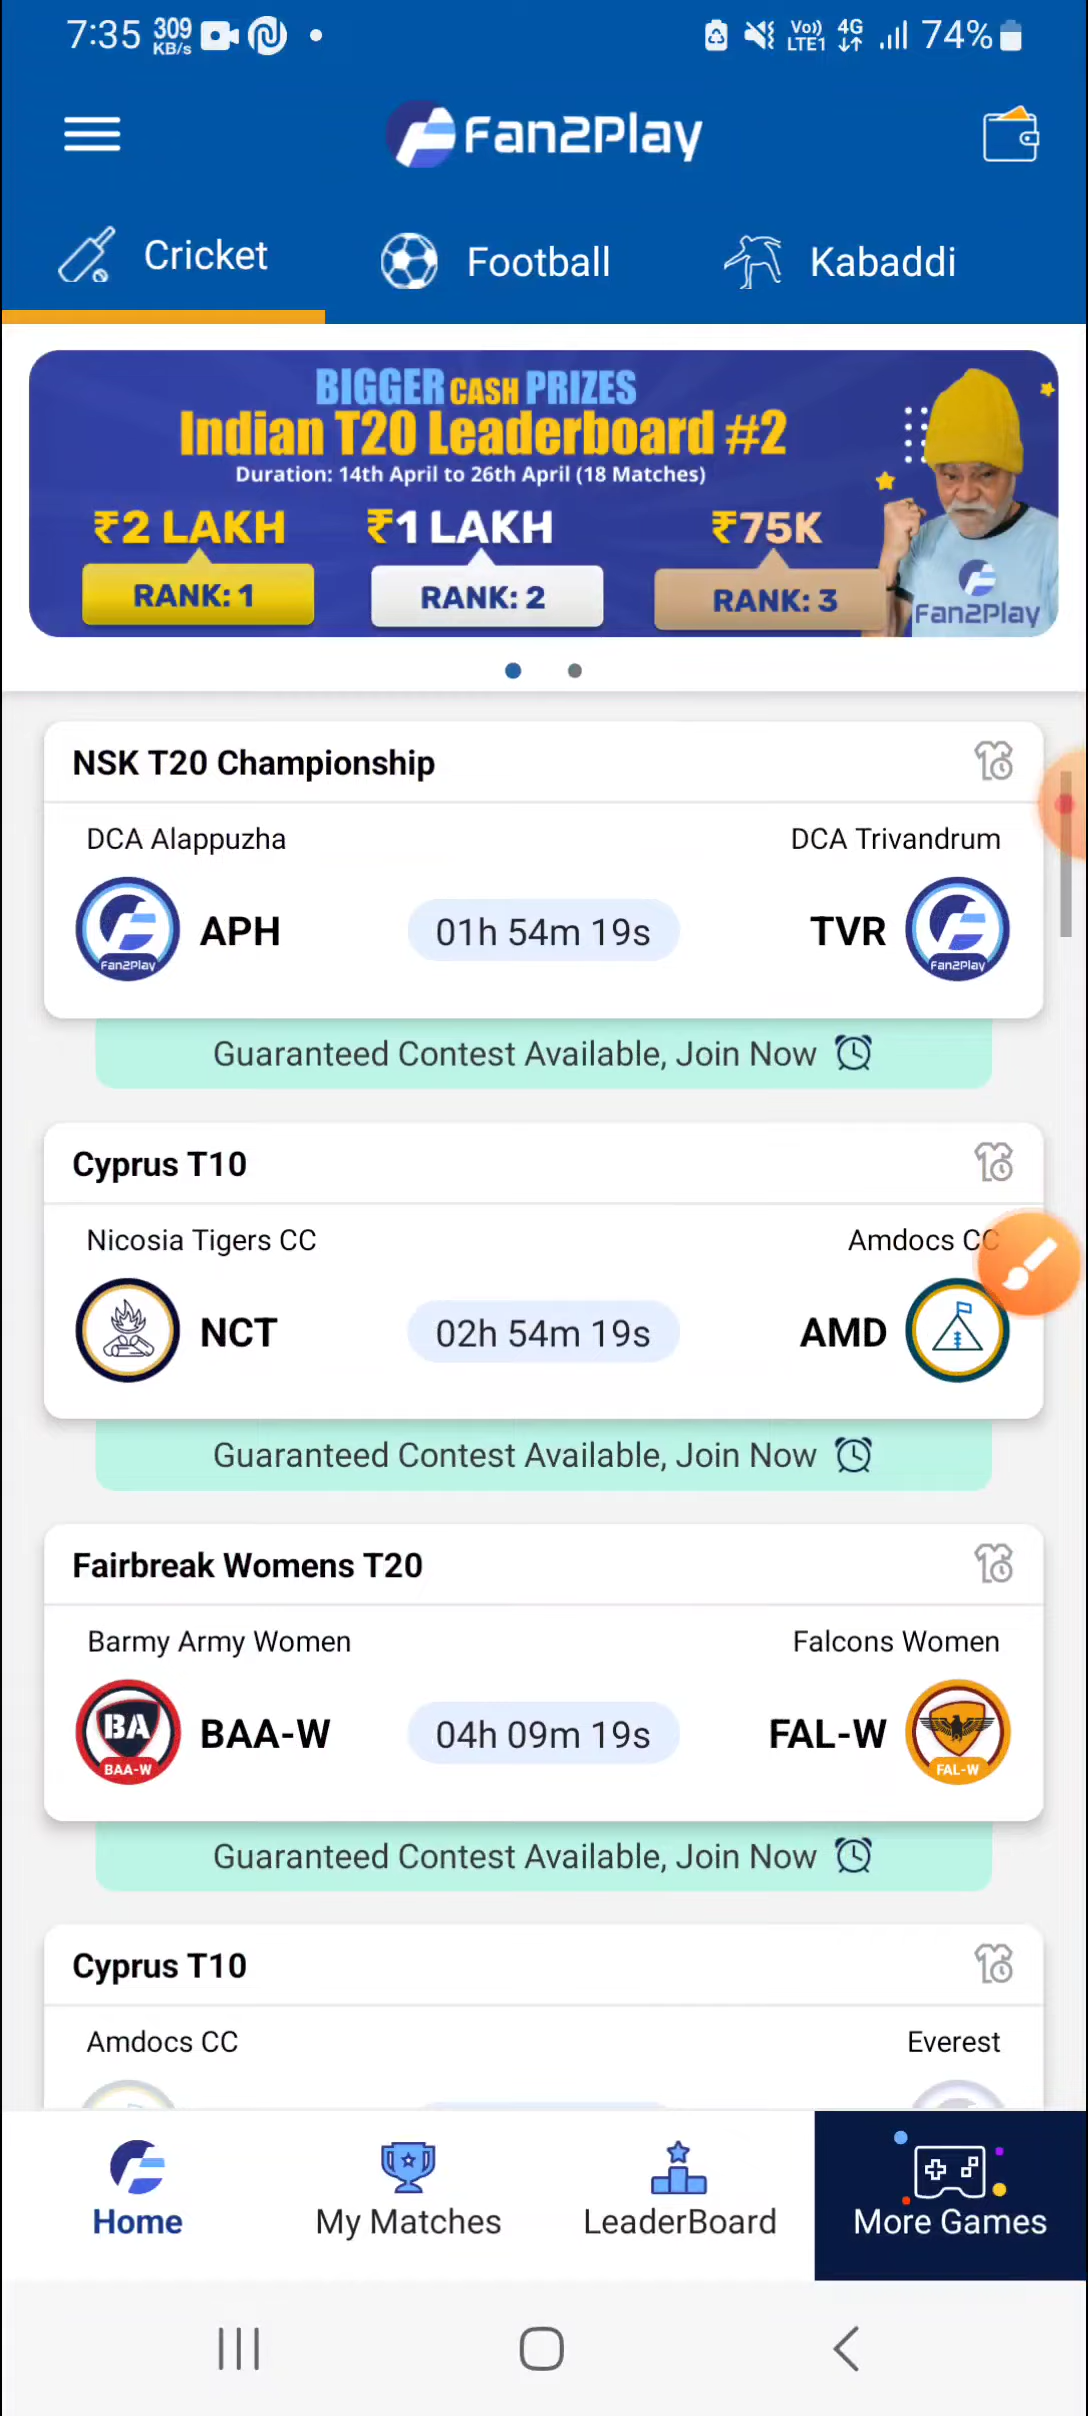 7:35 309 KB/s Vo)) LTE1 4G 74%
Fan2Play
Cricket Football Kabaddi
BIGGER CASH PRIZES
Indian T20 Leaderboard #2
Duration: 14th April to 26th April (18 Matches)
₹2 LAKH ₹1 LAKH ₹75K
RANK: 1 RANK: 2 RANK: 3
Fan2Play
NSK T20 Championship
DCA Alappuzha DCA Trivandrum
APH 01h 54m 19s TVR
Fan2Play Fan2Play
Guaranteed Contest Available, Join Now
Cyprus T10
Nicosia Tigers CC Amdocs CC
NCT 02h 54m 19s AMD
Guaranteed Contest Available, Join Now
Fairbreak Womens T20
Barmy Army Women Falcons Women
BA BAA-W 04h 09m 19s FAL-W
BAA-W FAL-W
Guaranteed Contest Available, Join Now
Cyprus T10
Amdocs CC Everest
Home My Matches LeaderBoard More Games